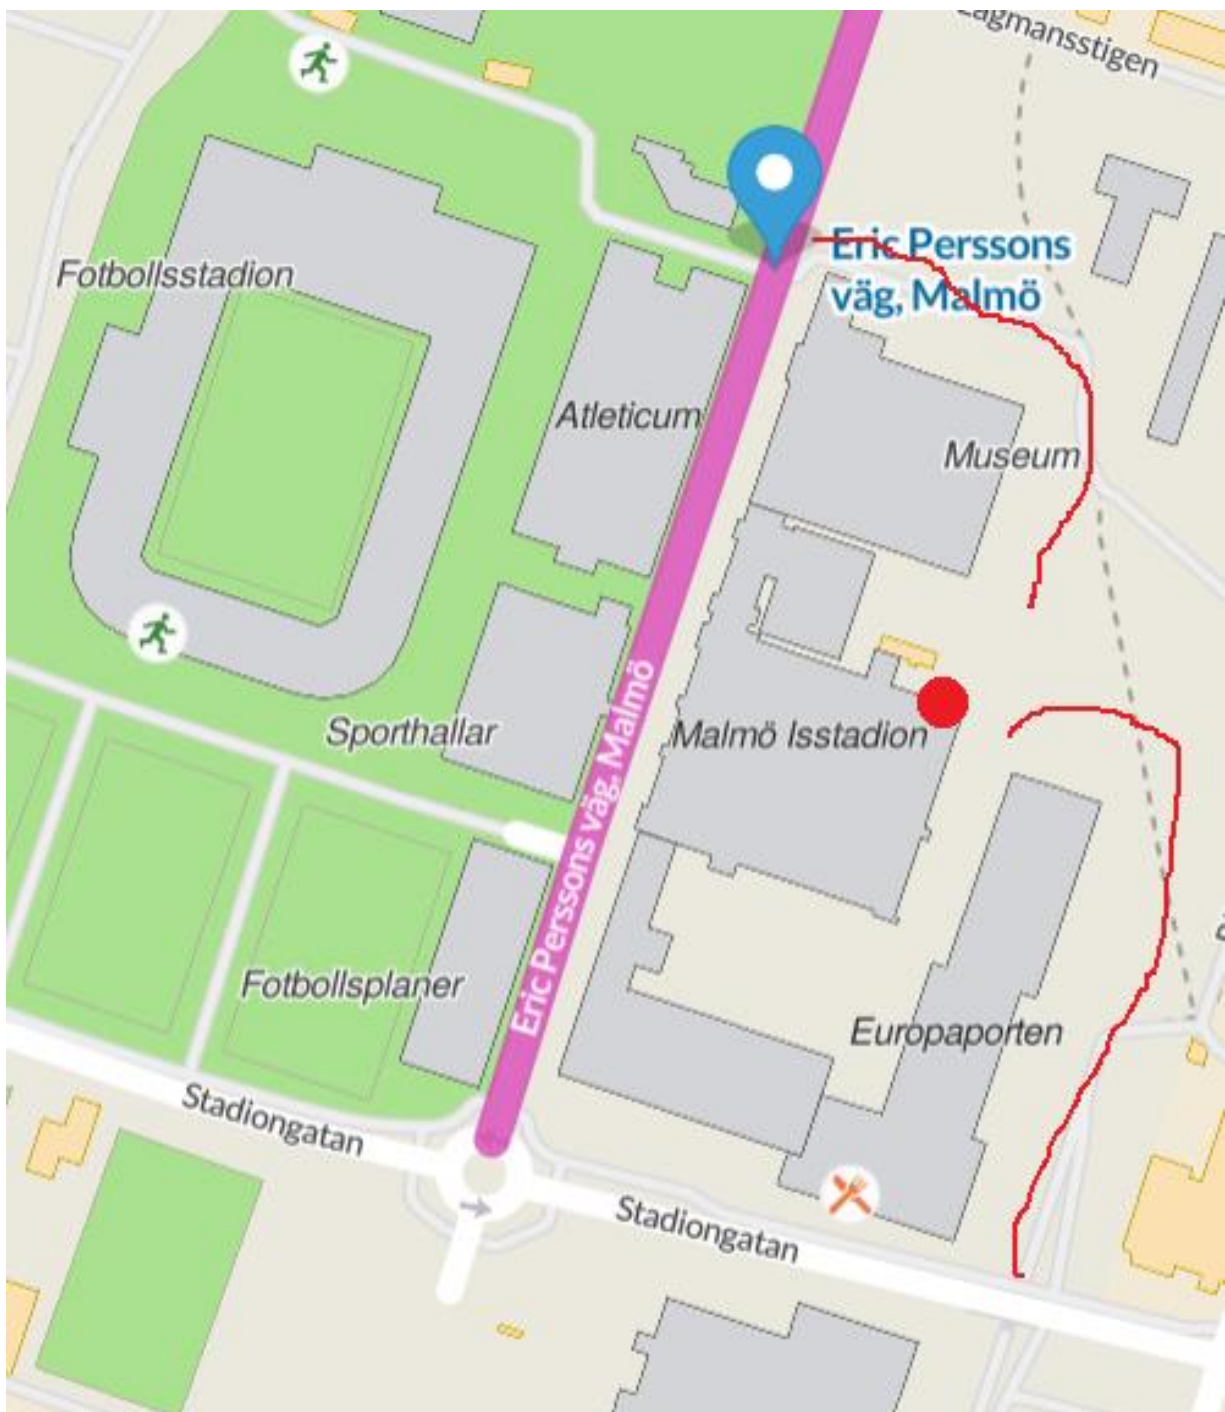 Lagmansstigen
Eric Perssons
väg, Malmö
Fotbollsstadion
Atleticum
Museum
Sporthallar
Malmö Isstadion
Eric Perssons väg, Malmö
Fotbollsplaner
Europaporten
Stadiongatan
Stadiongatan